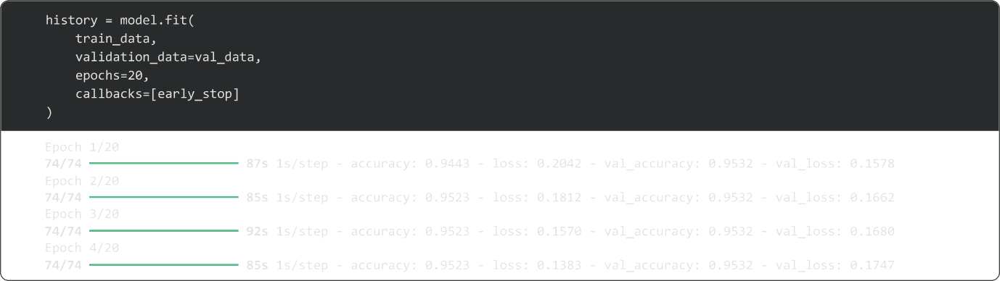 history = model.fit(
    train_data,
    validation_data=val_data,
    epochs=20,
    callbacks=[early_stop]
)
Epoch 1/20
74/74 87s 1s/step - accuracy: 0.9443 - loss: 0.2042 - val_accuracy: 0.9532 - val_loss: 0.1578
Epoch 2/20
74/74 85s 1s/step - accuracy: 0.9523 - loss: 0.1812 - val_accuracy: 0.9532 - val_loss: 0.1662
Epoch 3/20
74/74 92s 1s/step - accuracy: 0.9523 - loss: 0.1570 - val_accuracy: 0.9532 - val_loss: 0.1680
Epoch 4/20
74/74 85s 1s/step - accuracy: 0.9523 - loss: 0.1383 - val_accuracy: 0.9532 - val_loss: 0.1747